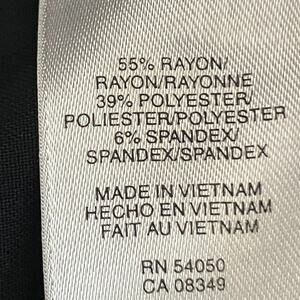 55% RAYON/
RAYON/RAYONNE
39% POLYESTER/
POLIESTER/POLYESTER
6% SPANDEX/
SPANDEX/SPANDEX
MADE IN VIETNAM
HECHO EN VIETNAM
FAIT AU VIETNAM
RN 54050
CA 08349